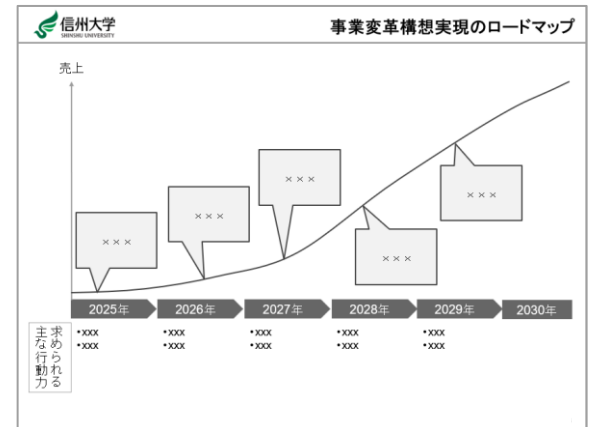 信州大学
SHINSHU UNIVERSITY
事業変革構想実現のロードマップ
売上
×××
×××
×××
×××
×××
2025年
2026年
2027年
2028年
2029年
2030年
求められる
主な行動力
•xxx
•xxx
•xxx
•xxx
•xxx
•xxx
•xxx
•xxx
•xxx
•xxx